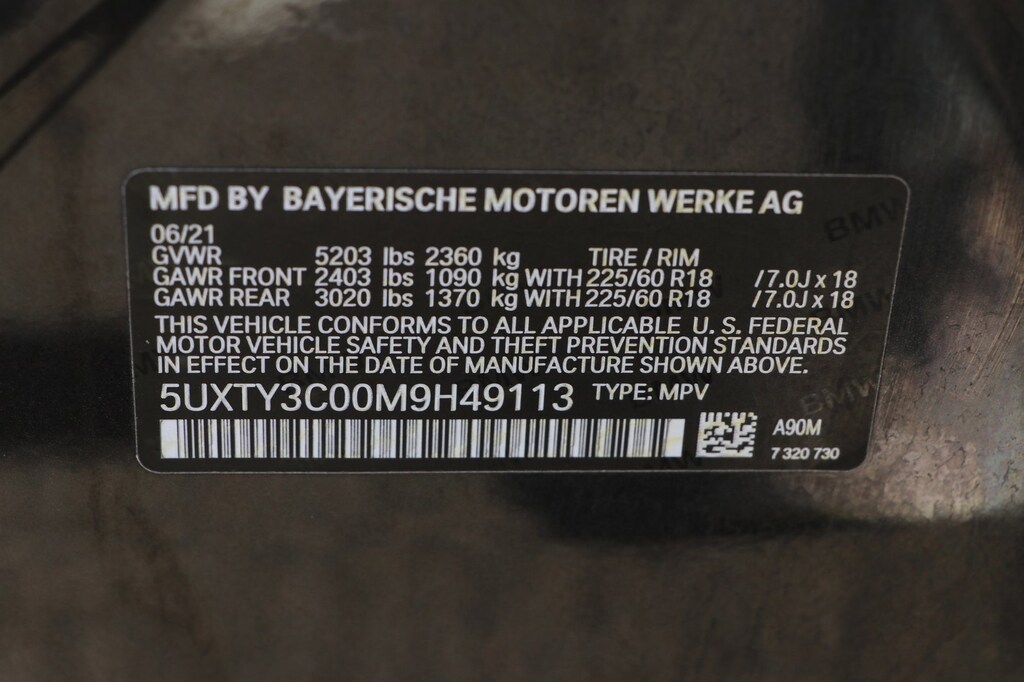 MFD BY BAYERISCHE MOTOREN WERKE AG
06/21
GVWR 5203 lbs 2360 kg TIRE / RIM
GAWR FRONT 2403 lbs 1090 kg WITH 225/60 R18 /7.0J x 18
GAWR REAR 3020 lbs 1370 kg WITH 225/60 R18 /7.0J x 18
THIS VEHICLE CONFORMS TO ALL APPLICABLE U. S. FEDERAL
MOTOR VEHICLE SAFETY AND THEFT PREVENTION STANDARDS
IN EFFECT ON THE DATE OF MANUFACTURE SHOWN ABOVE.
5UXTY3C00M9H49113 TYPE: MPV
A90M
7 320 730
BMW
BMW